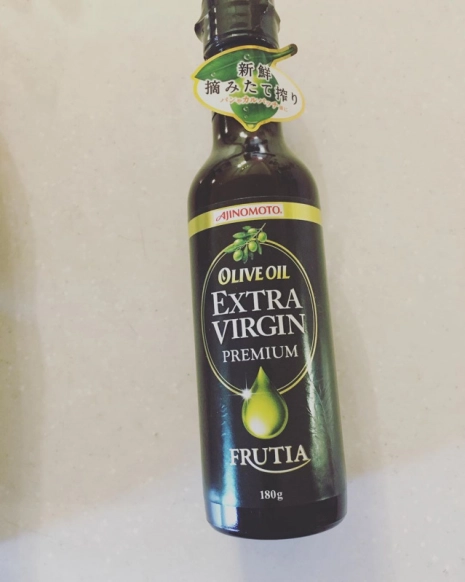 新鮮
摘みたて搾り
AJINOMOTO.
OLIVE OIL
EXTRA
VIRGIN
PREMIUM
FRUTIA
180g